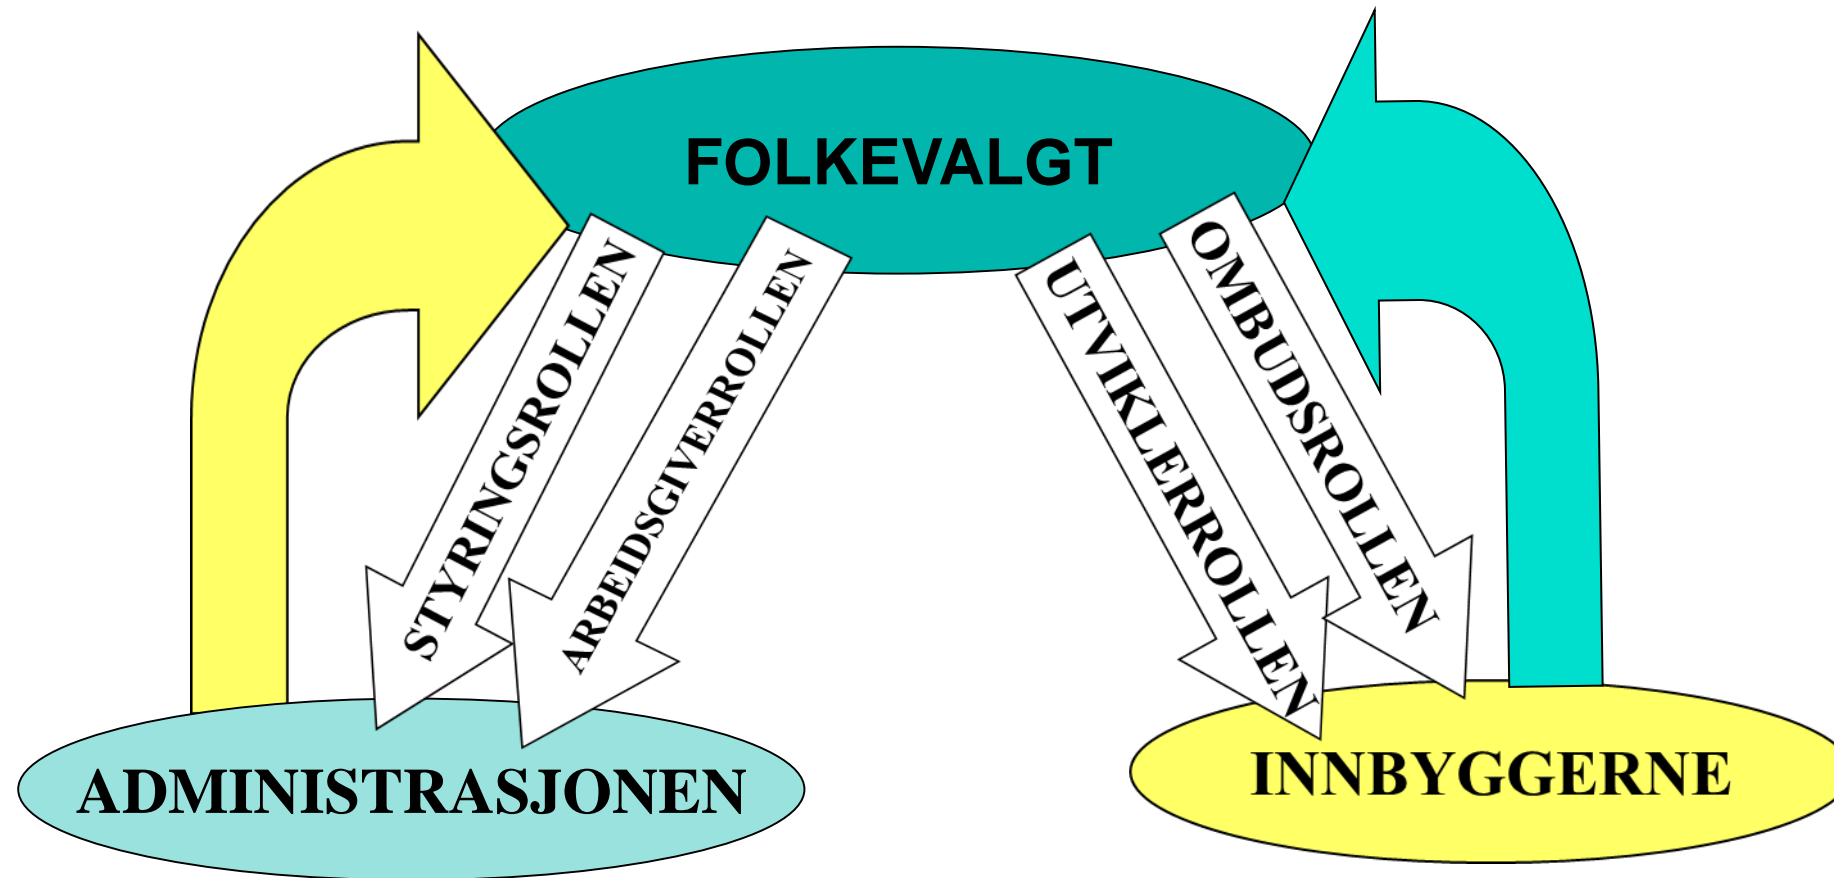 FOLKEVALGT
STYRINGSROLLEN
ARBEIDSGIVERROLLEN
UTVIKLERROLLEN
OMBUDSROLLEN
ADMINISTRASJONEN
INNBYGGERNE